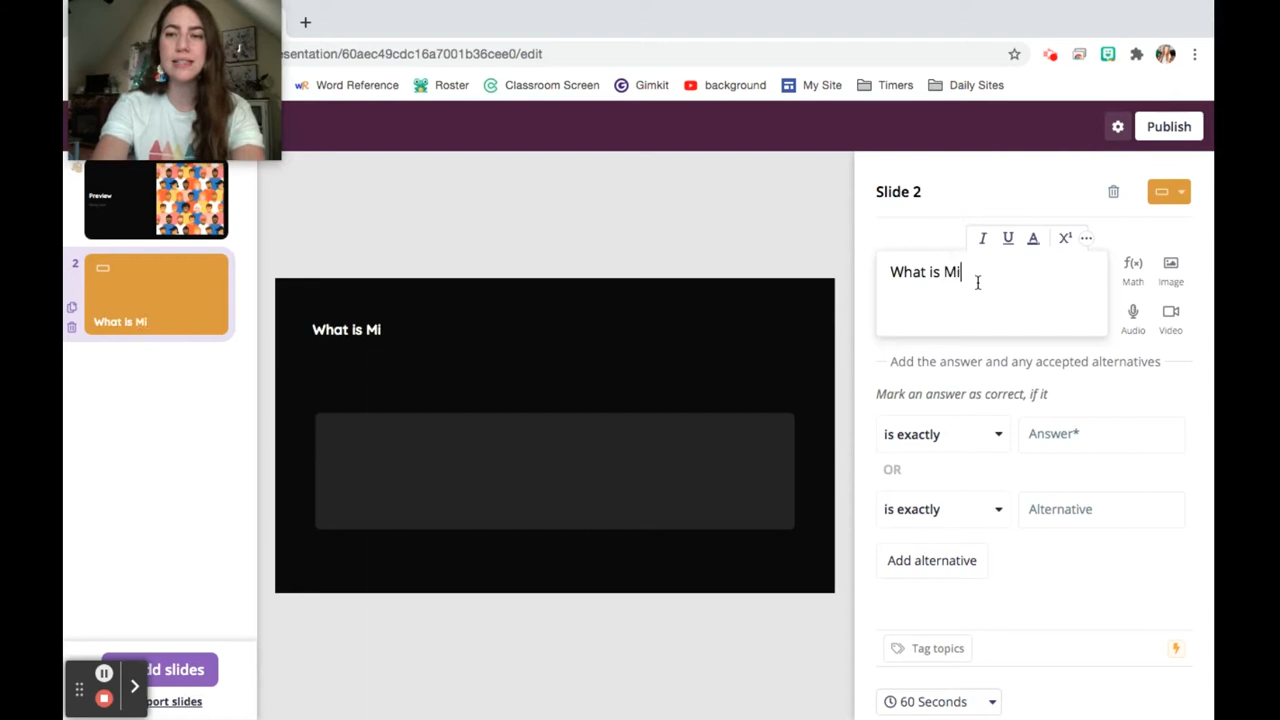 +
esentation/60aec49cdc16a7001b36cee0/edit
WR Word Reference Roster Classroom Screen Gimkit background My Site Timers Daily Sites
Publish
Preview
Slide 2
I U A X¹ ...
2
What is Mi
What is Mi
What is Mi
f(x)
Math
Image
Audio
Video
Add the answer and any accepted alternatives
Mark an answer as correct, if it
is exactly Answer*
OR
is exactly Alternative
Add alternative
Tag topics
dd slides
port slides
60 Seconds